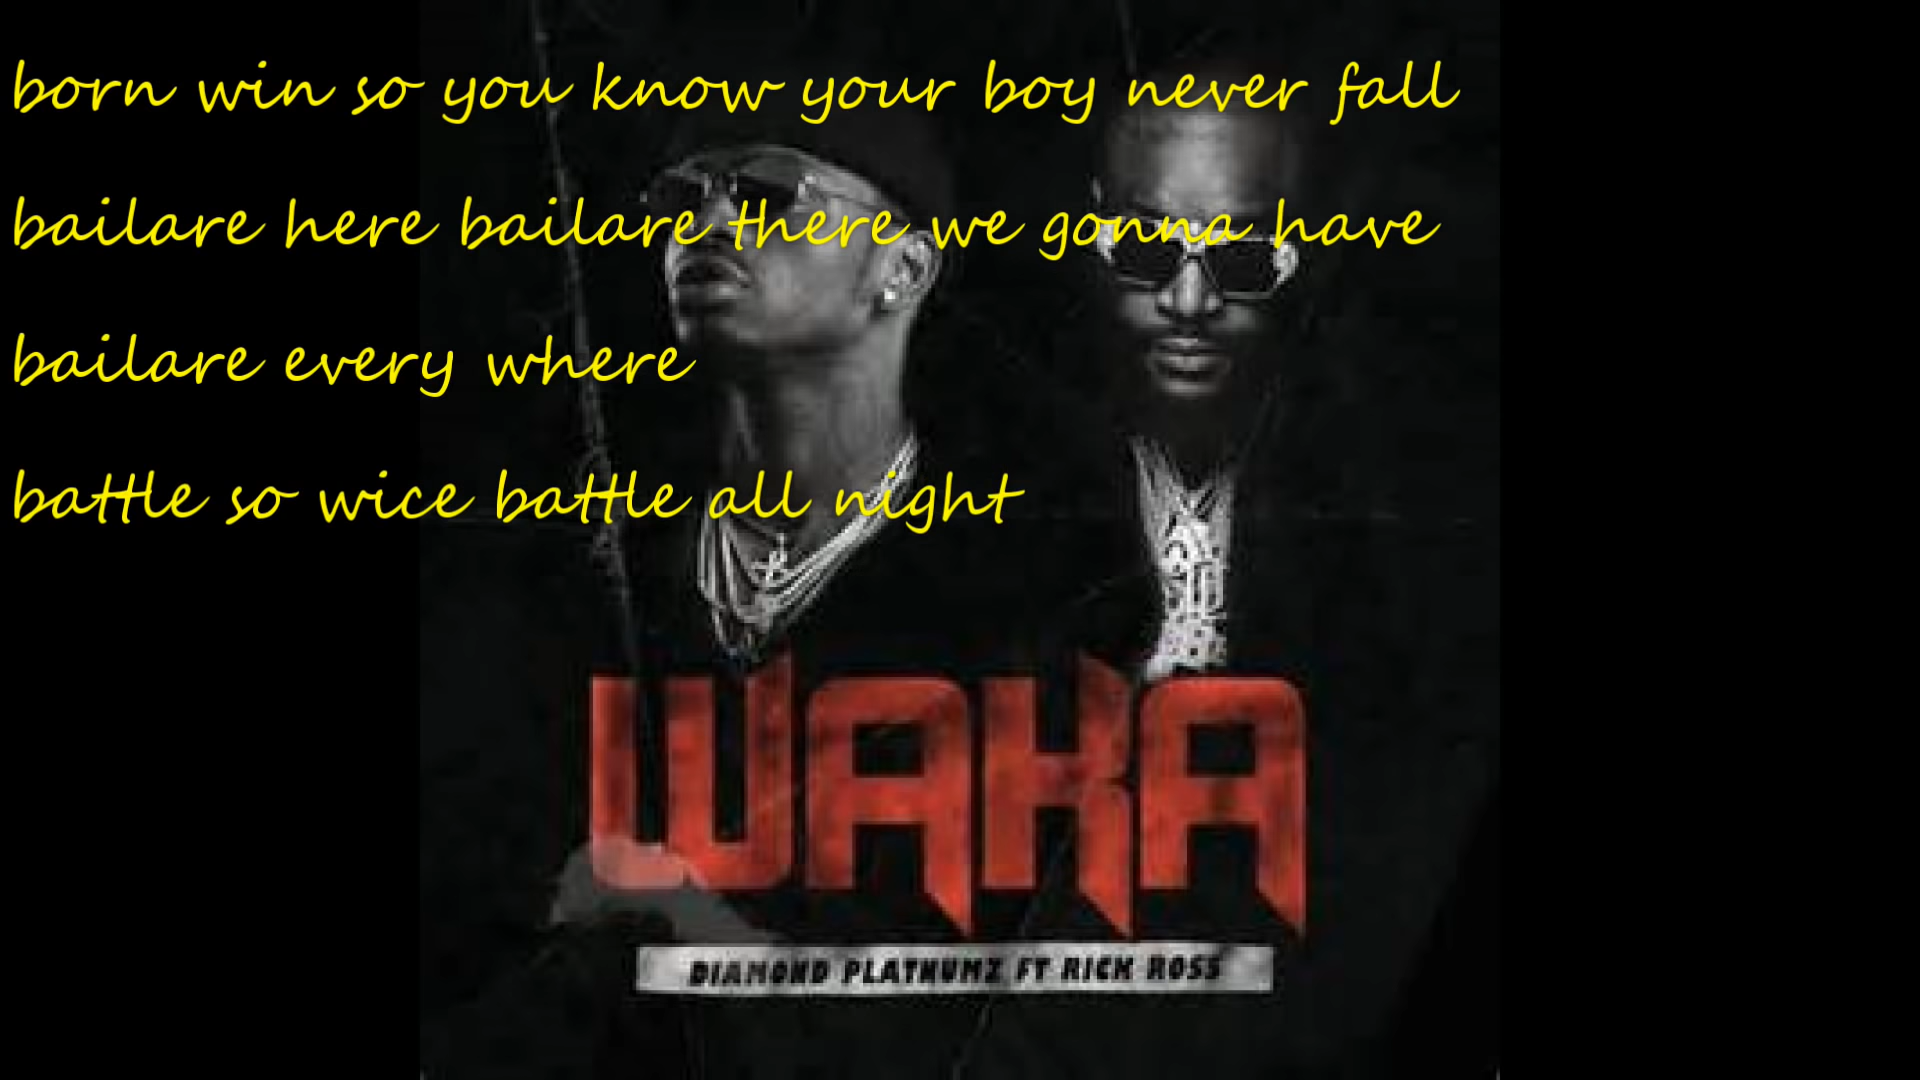 born win so you know your boy never fall
bailare here bailare there we gonna have
bailare every where
battle so wice battle all night
WAKA
DIAMOND PLATNUMZ FT RICK ROSS